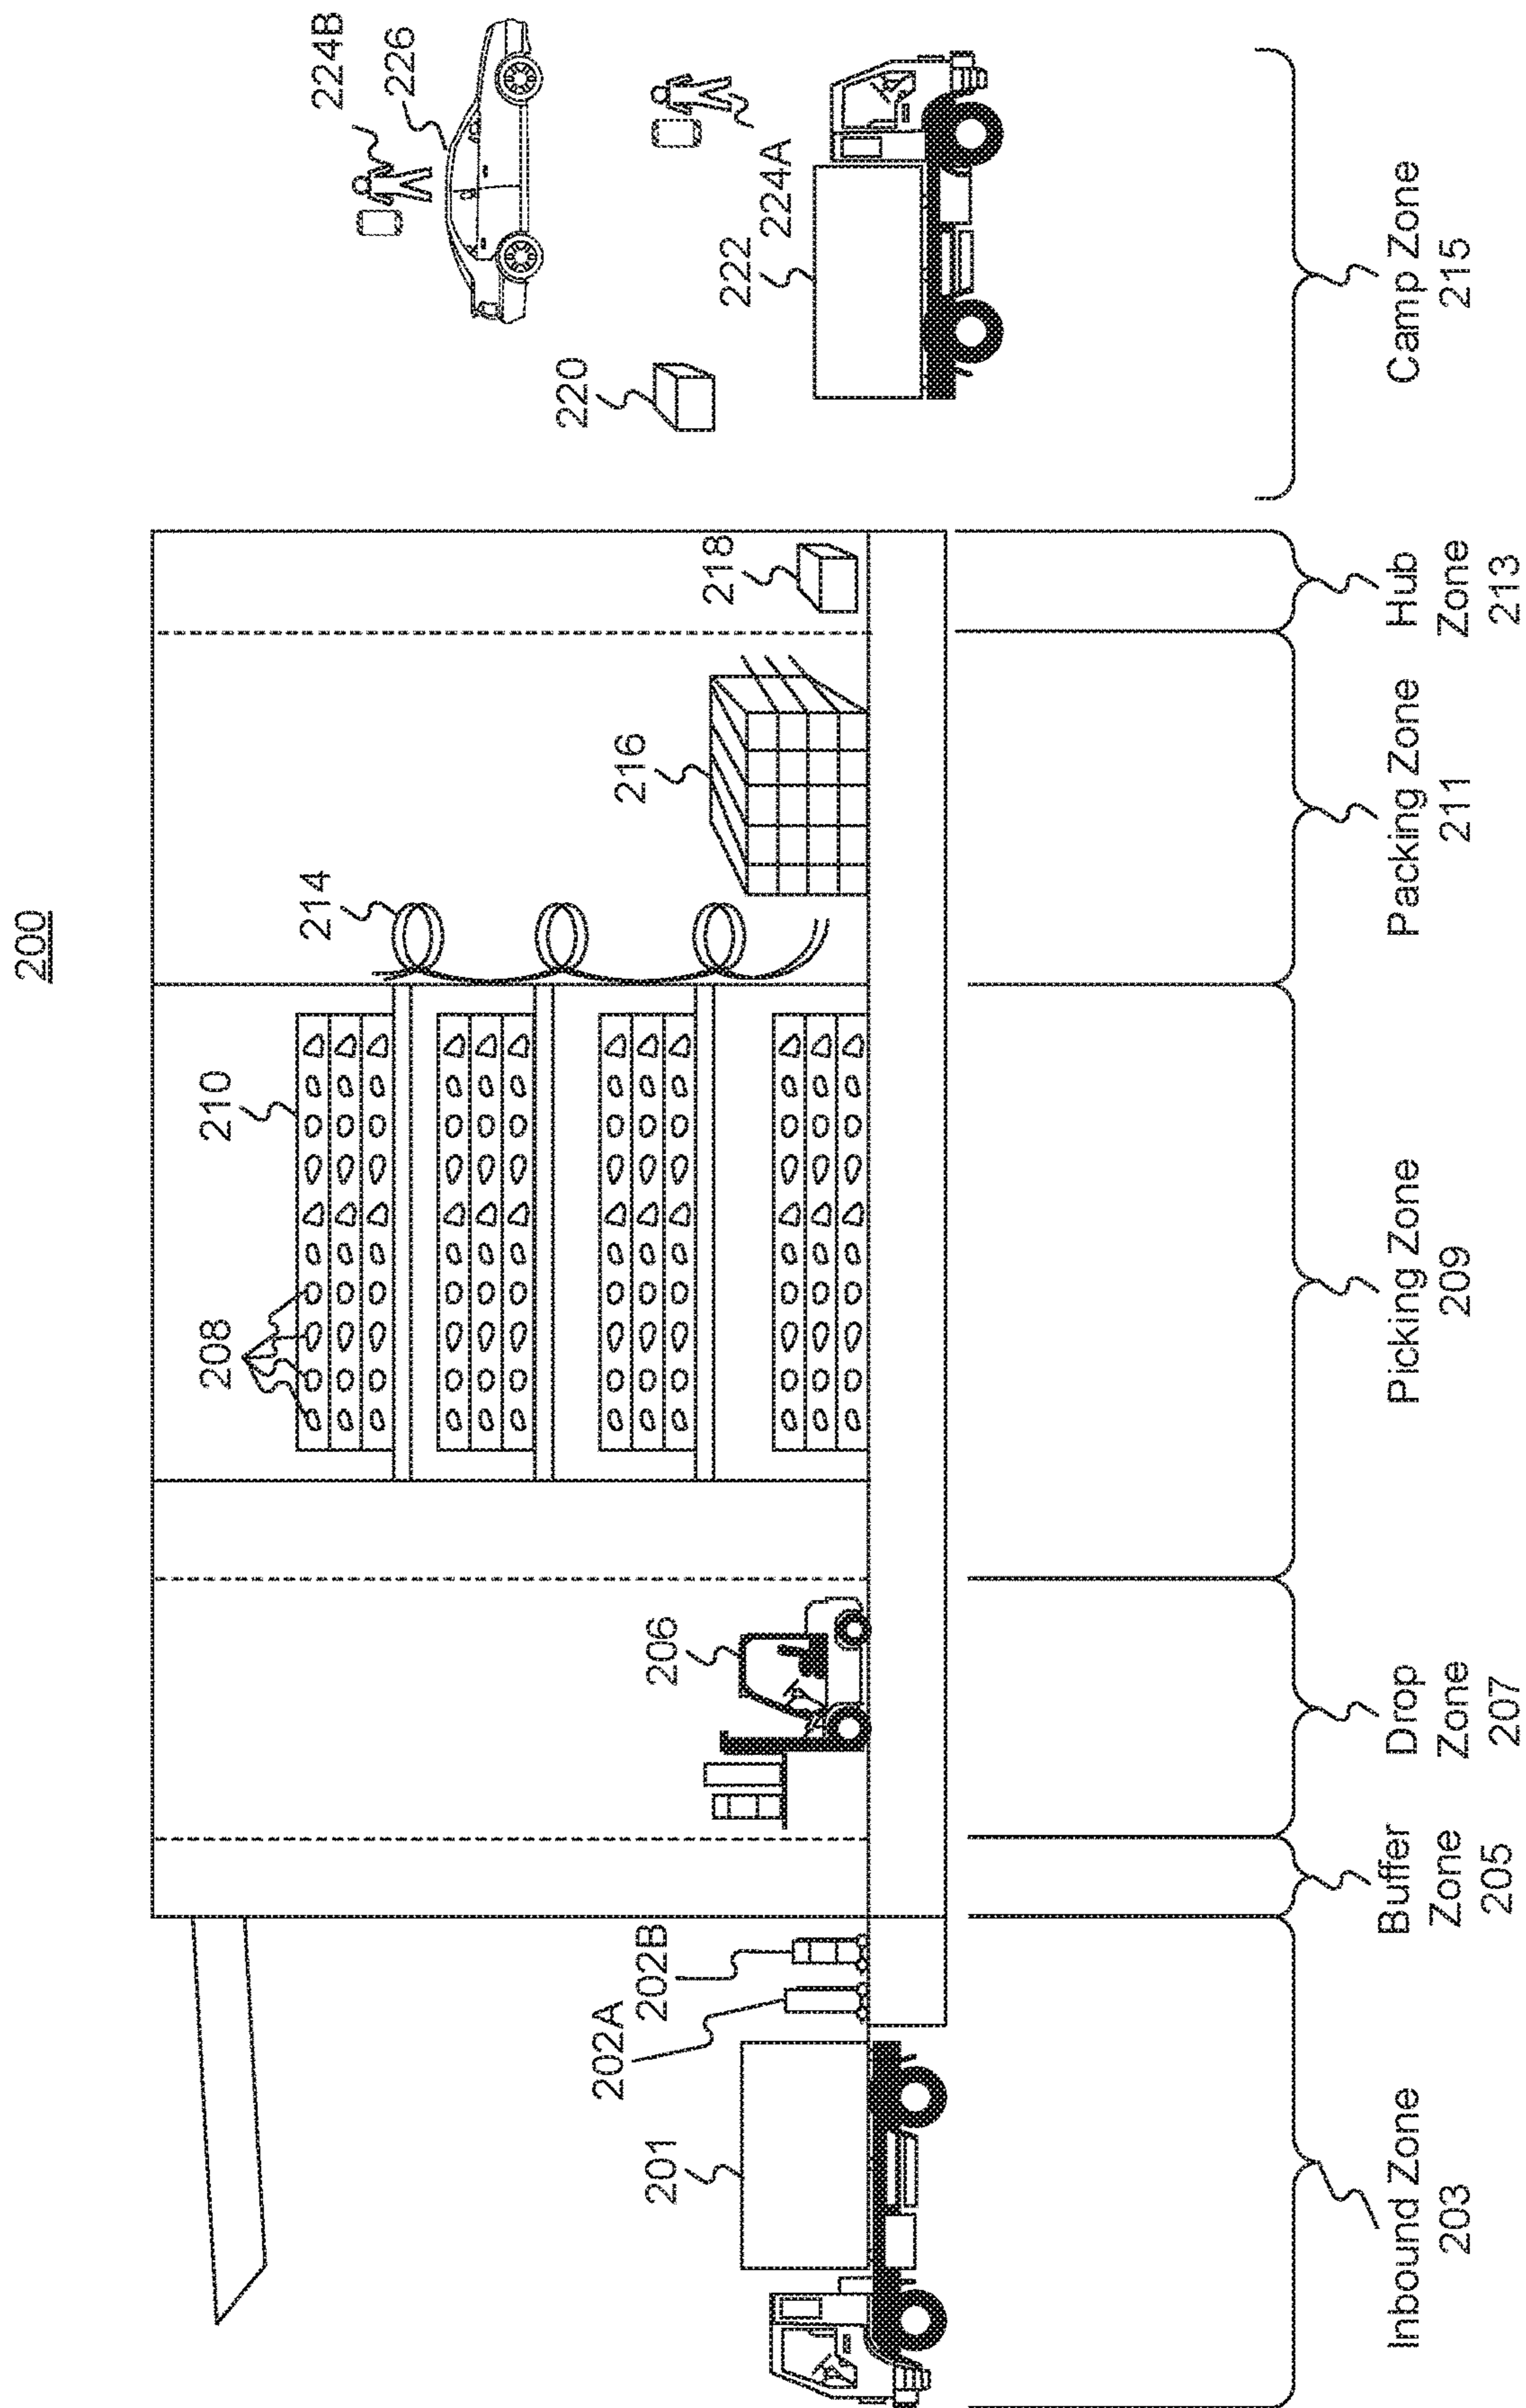 200
224B
226
224A
222
220
218
216
214
210
208
206
202B
202A
201
Inbound Zone
203
Buffer
Zone
205
Drop
Zone
207
Picking Zone
209
Packing Zone
211
Hub
Zone
213
Camp Zone
215